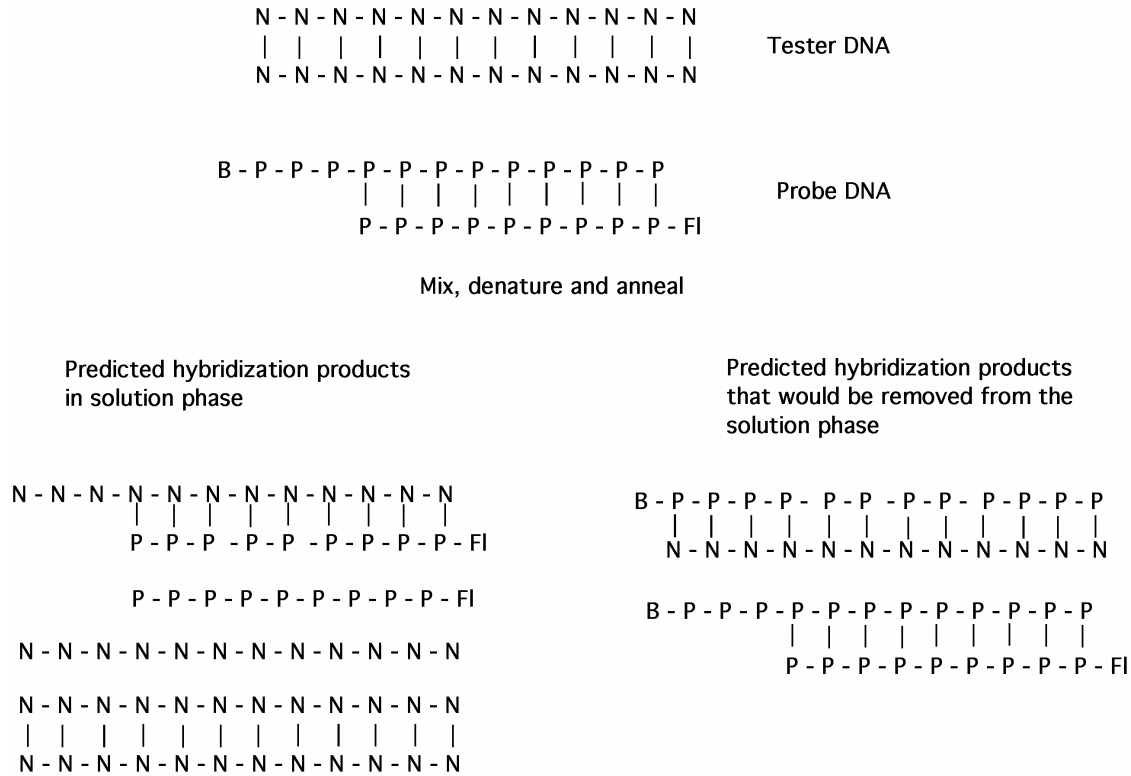 N - N - N - N - N - N - N - N - N - N - N - N
Tester DNA
N - N - N - N - N - N - N - N - N - N - N - N
B - P - P - P - P - P - P - P - P - P - P - P - P
Probe DNA
P - P - P - P - P - P - P - P - P - Fl
Mix, denature and anneal
Predicted hybridization products
in solution phase
N - N - N - N - N - N - N - N - N - N - N - N
P - P - P - P - P - P - P - P - P - Fl
P - P - P - P - P - P - P - P - P - Fl
N - N - N - N - N - N - N - N - N - N - N - N
N - N - N - N - N - N - N - N - N - N - N - N
N - N - N - N - N - N - N - N - N - N - N - N
Predicted hybridization products
that would be removed from the
solution phase
B - P - P - P - P - P - P - P - P - P - P - P - P
N - N - N - N - N - N - N - N - N - N - N - N
B - P - P - P - P - P - P - P - P - P - P - P - P
P - P - P - P - P - P - P - P - P - Fl